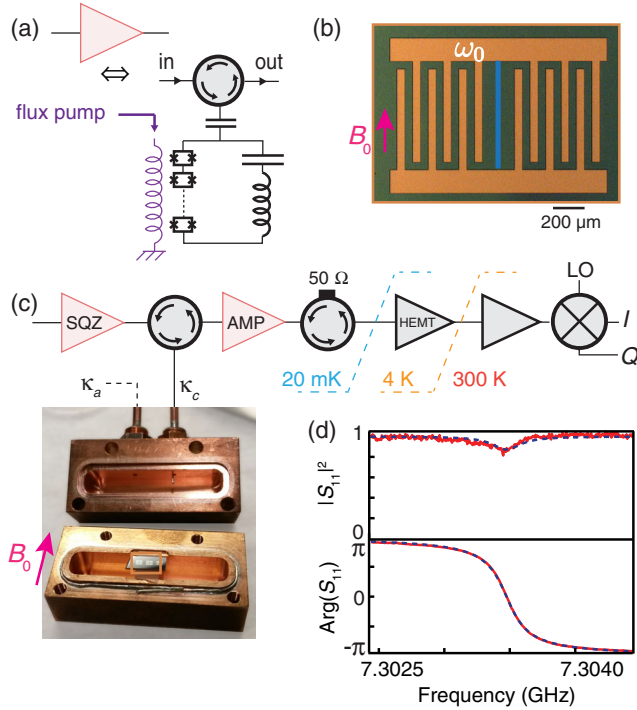 (a)
in
out
flux pump
(b)
ω₀
B₀
200 µm
(c)
SQZ
AMP
50 Ω
HEMT
LO
I
Q
20 mK
4 K
300 K
κₐ
κ_c
B₀
(d)
1
|S₁₁|²
0
π
Arg(S₁₁)
0
-π
7.3025
7.3040
Frequency (GHz)